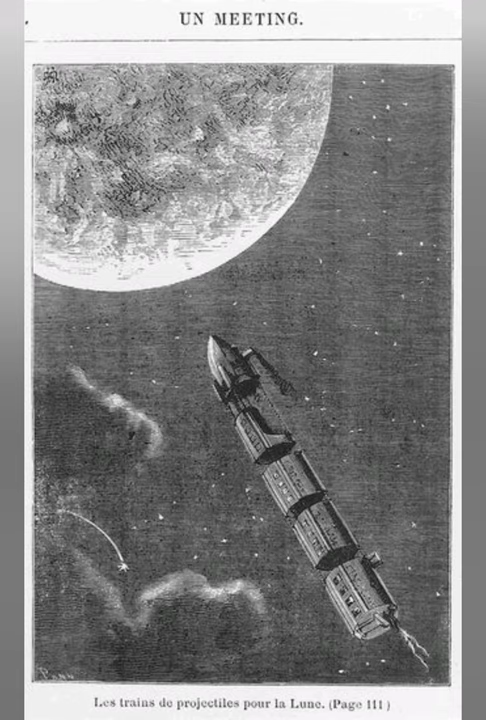 UN MEETING.
Les trains de projectiles pour la Lune. (Page 111)